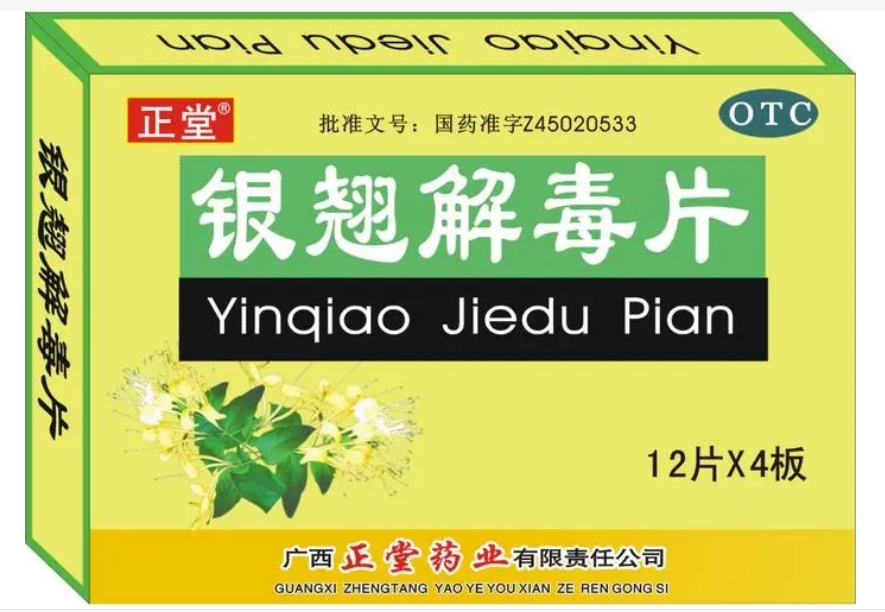 Yinqiao Jiedu Pian
正堂®
批准文号：国药准字Z45020533
OTC
银翘解毒片
Yinqiao Jiedu Pian
银翘解毒片
12片X4板
广西正堂药业有限责任公司
GUANGXI ZHENGTANG YAO YE YOU XIAN ZE REN GONG SI